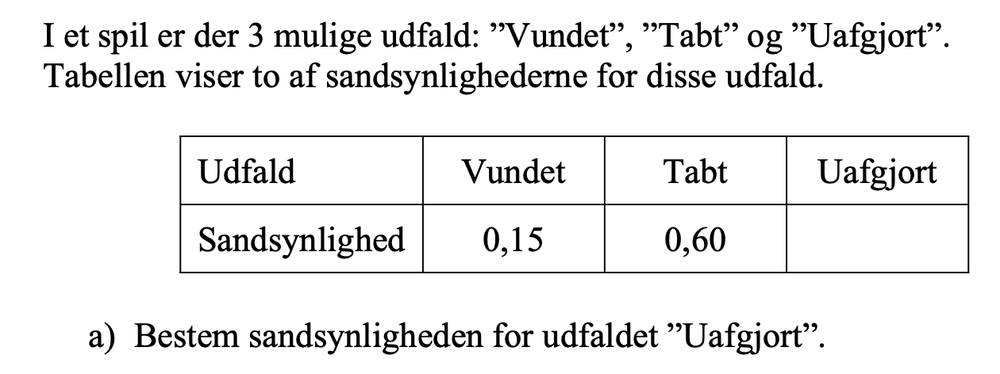 I et spil er der 3 mulige udfald: ”Vundet”, ”Tabt” og ”Uafgjort”.
Tabellen viser to af sandsynlighederne for disse udfald.
Udfald Vundet Tabt Uafgjort
Sandsynlighed 0,15 0,60
a) Bestem sandsynligheden for udfaldet ”Uafgjort”.